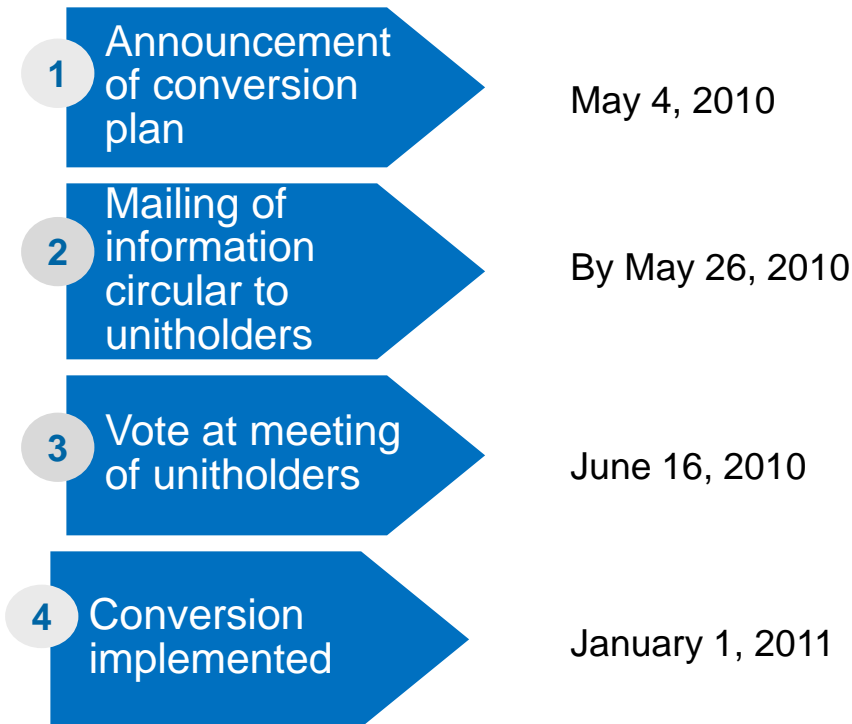 1
Announcement
of conversion
plan
May 4, 2010
2
Mailing of
information
circular to
unitholders
By May 26, 2010
3
Vote at meeting
of unitholders
June 16, 2010
4
Conversion
implemented
January 1, 2011